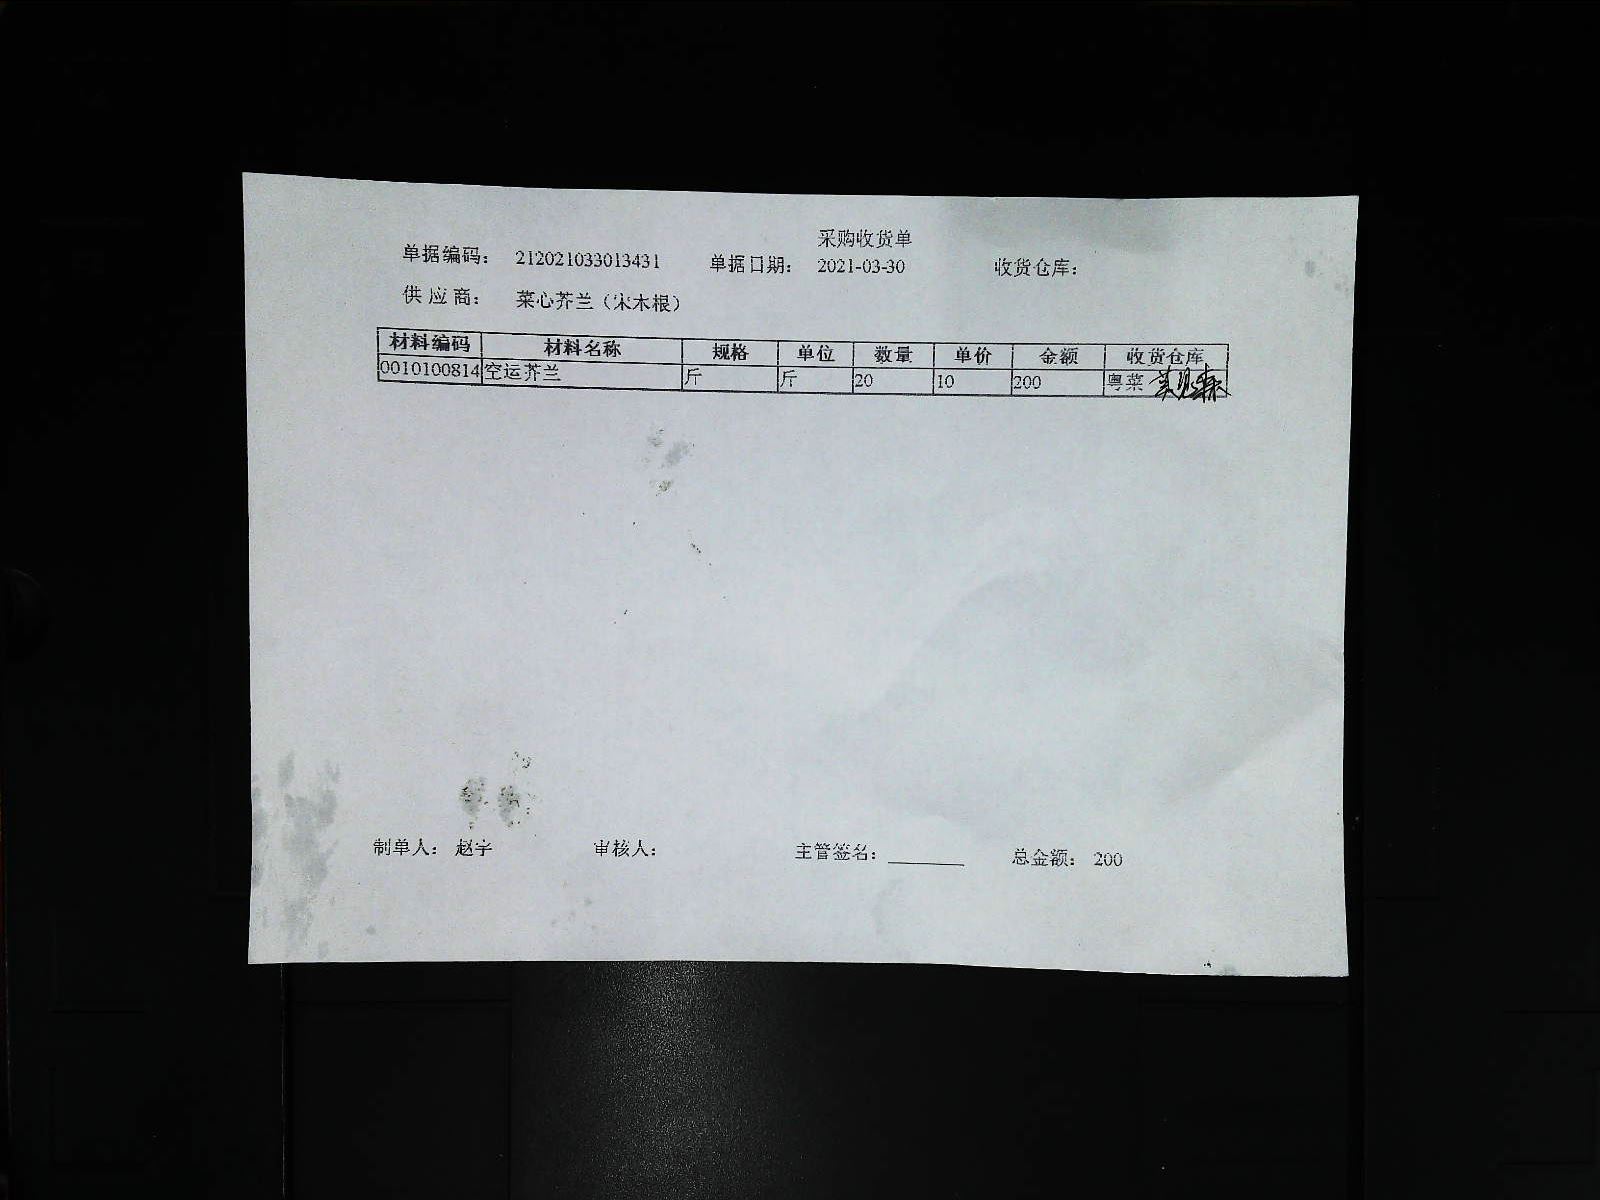 采购收货单
单据编码： 212021033013431 单据日期： 2021-03-30 收货仓库：
供 应 商： 菜心芥兰（宋木根）
材料编码 材料名称 规格 单位 数量 单价 金额 收货仓库
0010100814 空运芥兰 斤 斤 20 10 200 粤菜
制单人： 赵宇 审核人： 主管签名： ________ 总金额： 200